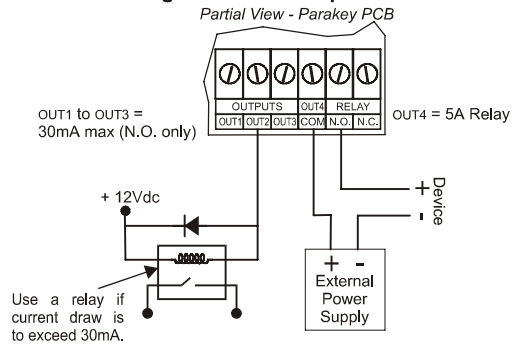 Partial View - Parakey PCB
OUTPUTS OUT4 RELAY
OUT1 OUT2 OUT3 COM N.O. N.C.
OUT1 to OUT3 =
30mA max (N.O. only)
OUT4 = 5A Relay
+ 12Vdc
+
-
Device
+ -
External
Power
Supply
Use a relay if
current draw is
to exceed 30mA.